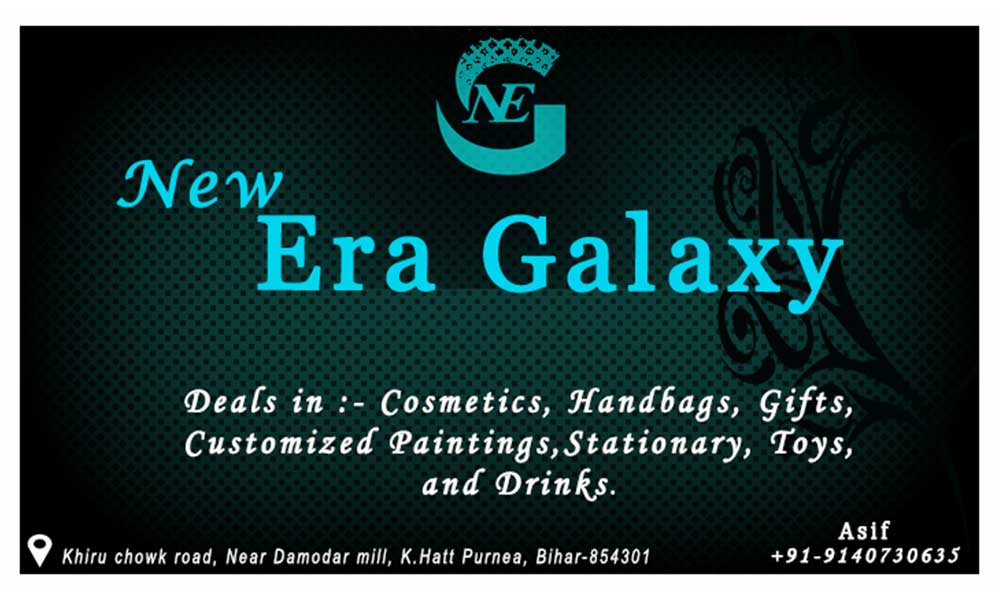 NE
New
Era Galaxy
Deals in :- Cosmetics, Handbags, Gifts,
Customized Paintings,Stationary, Toys,
and Drinks.
Asif
Khiru chowk road, Near Damodar mill, K.Hatt Purnea, Bihar-854301
+91-9140730635